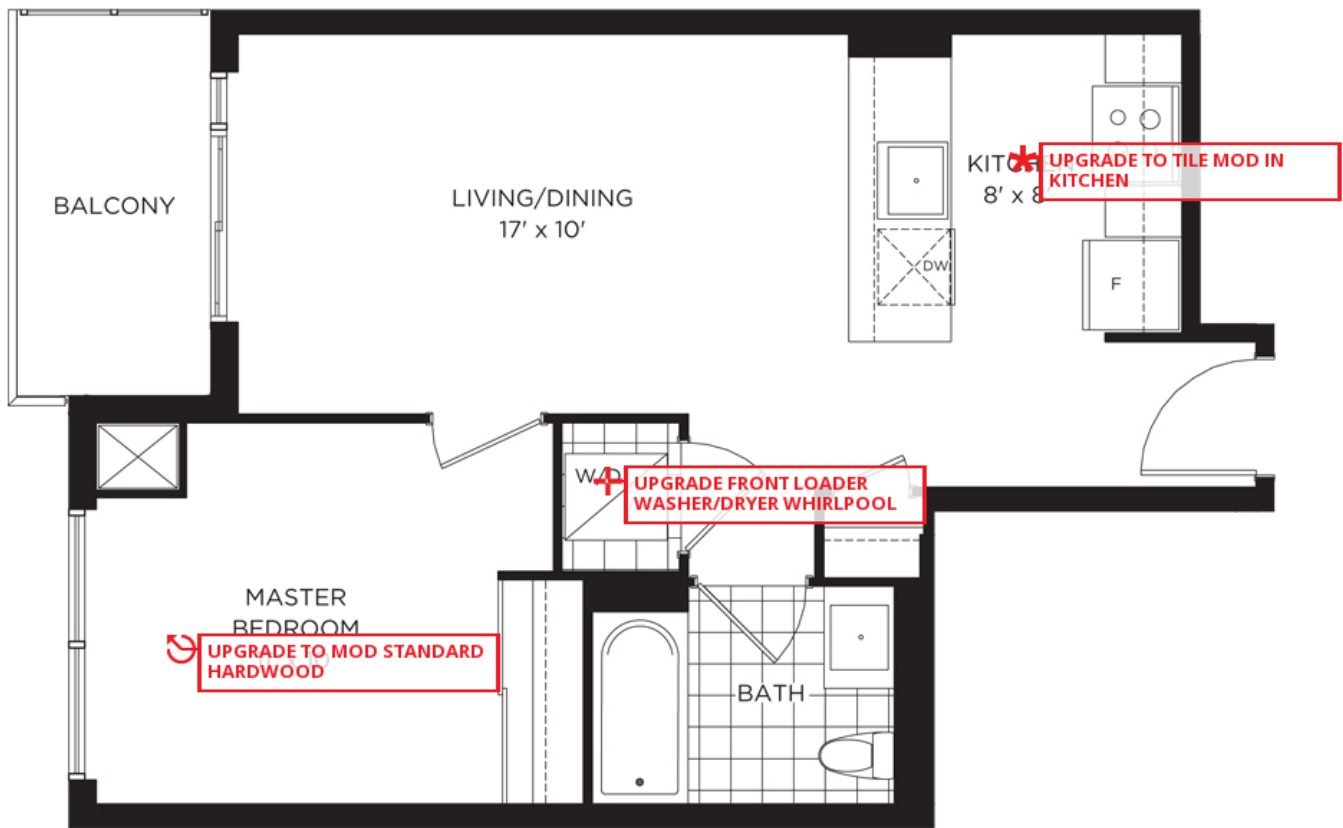 BALCONY
LIVING/DINING
17' x 10'
KITCHEN
8' x 8'
UPGRADE TO TILE MOD IN
KITCHEN
DW
F
W/D
UPGRADE FRONT LOADER
WASHER/DRYER WHIRLPOOL
MASTER
BEDROOM
UPGRADE TO MOD STANDARD
HARDWOOD
BATH